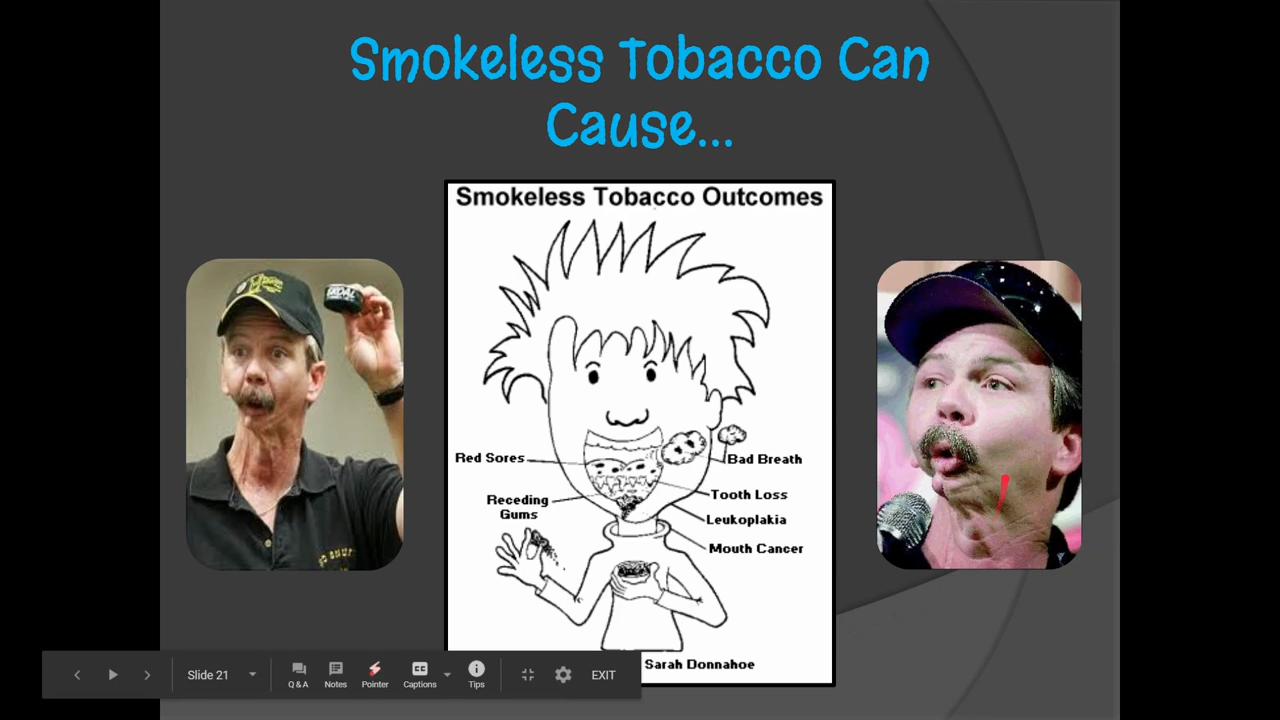 Smokeless Tobacco Can
Cause...
Smokeless Tobacco Outcomes
Red Sores
Bad Breath
Tooth Loss
Receding
Gums
Leukoplakia
Mouth Cancer
Sarah Donnahoe
Slide 21
Q & A
Notes
Pointer
CC
Captions
Tips
EXIT